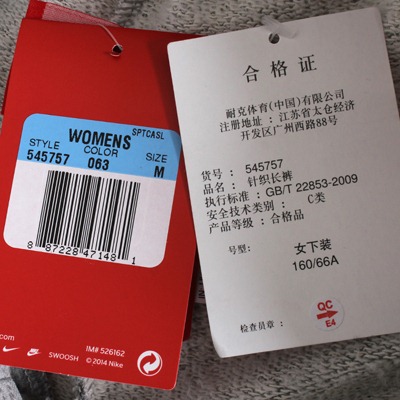 SPTCASL
WOMENS
STYLE COLOR SIZE
545757 063 M
8 87228 47148 1
.com
IM# 526162
SWOOSH © 2014 Nike
合格证
耐克体育(中国)有限公司
注册地址：江苏省太仓经济
开发区广州西路88号
货号： 545757
品名： 针织长裤
执行标准：GB/T 22853-2009
安全技术类别： C类
产品等级：合格品
号型: 女下装
160/66A
检查员章：
QC
E4